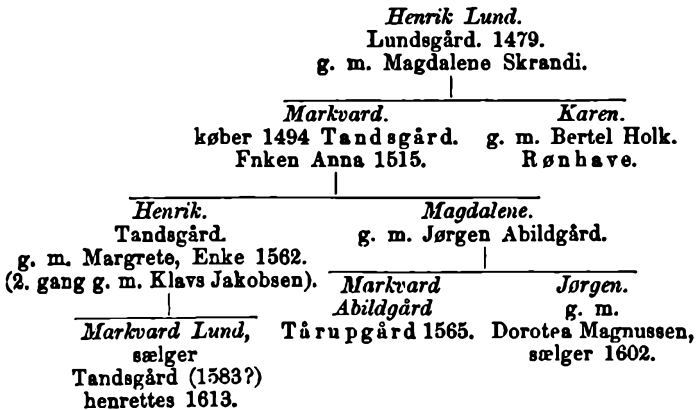 Henrik Lund.
Lundsgård. 1479.
g. m. Magdalene Skrandi.
Markvard.
køber 1494 Tandsgård.
Fnken Anna 1515.
Karen.
g. m. Bertel Holk.
Rønhave.
Henrik.
Tandsgård.
g. m. Margrete, Enke 1562.
(2. gang g. m. Klavs Jakobsen).
Magdalene.
g. m. Jørgen Abildgård.
Markvard Lund,
sælger
Tandsgård (1583?)
henrettes 1613.
Markvard
Abildgård
Tårupgård 1565.
Jørgen.
g. m.
Dorotea Magnussen,
sælger 1602.